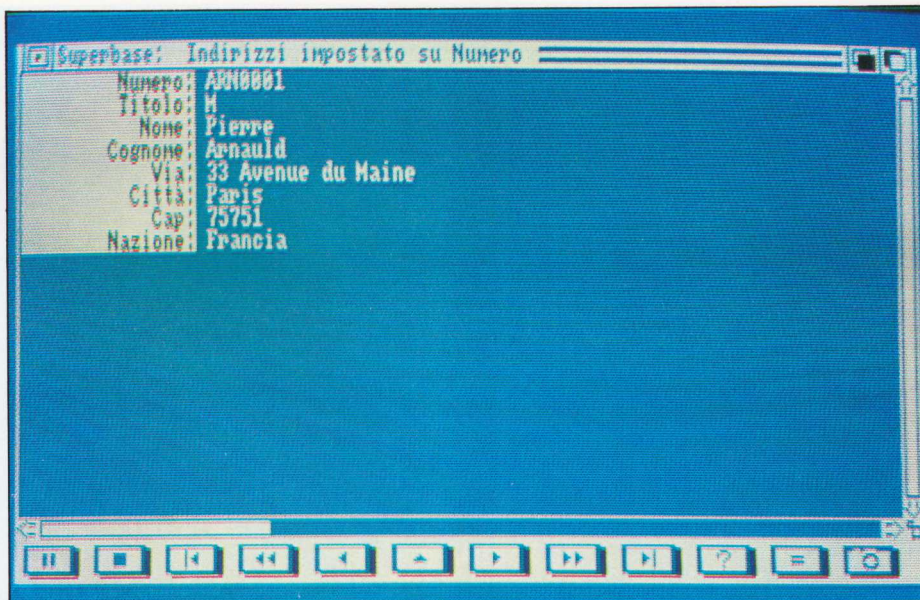 Superbase: Indirizzi impostato su Numero
Numero: ARN0001
Titolo: M
Nome: Pierre
Cognome: Arnauld
Via: 33 Avenue du Maine
Città: Paris
Cap: 75751
Nazione: Francia
? =